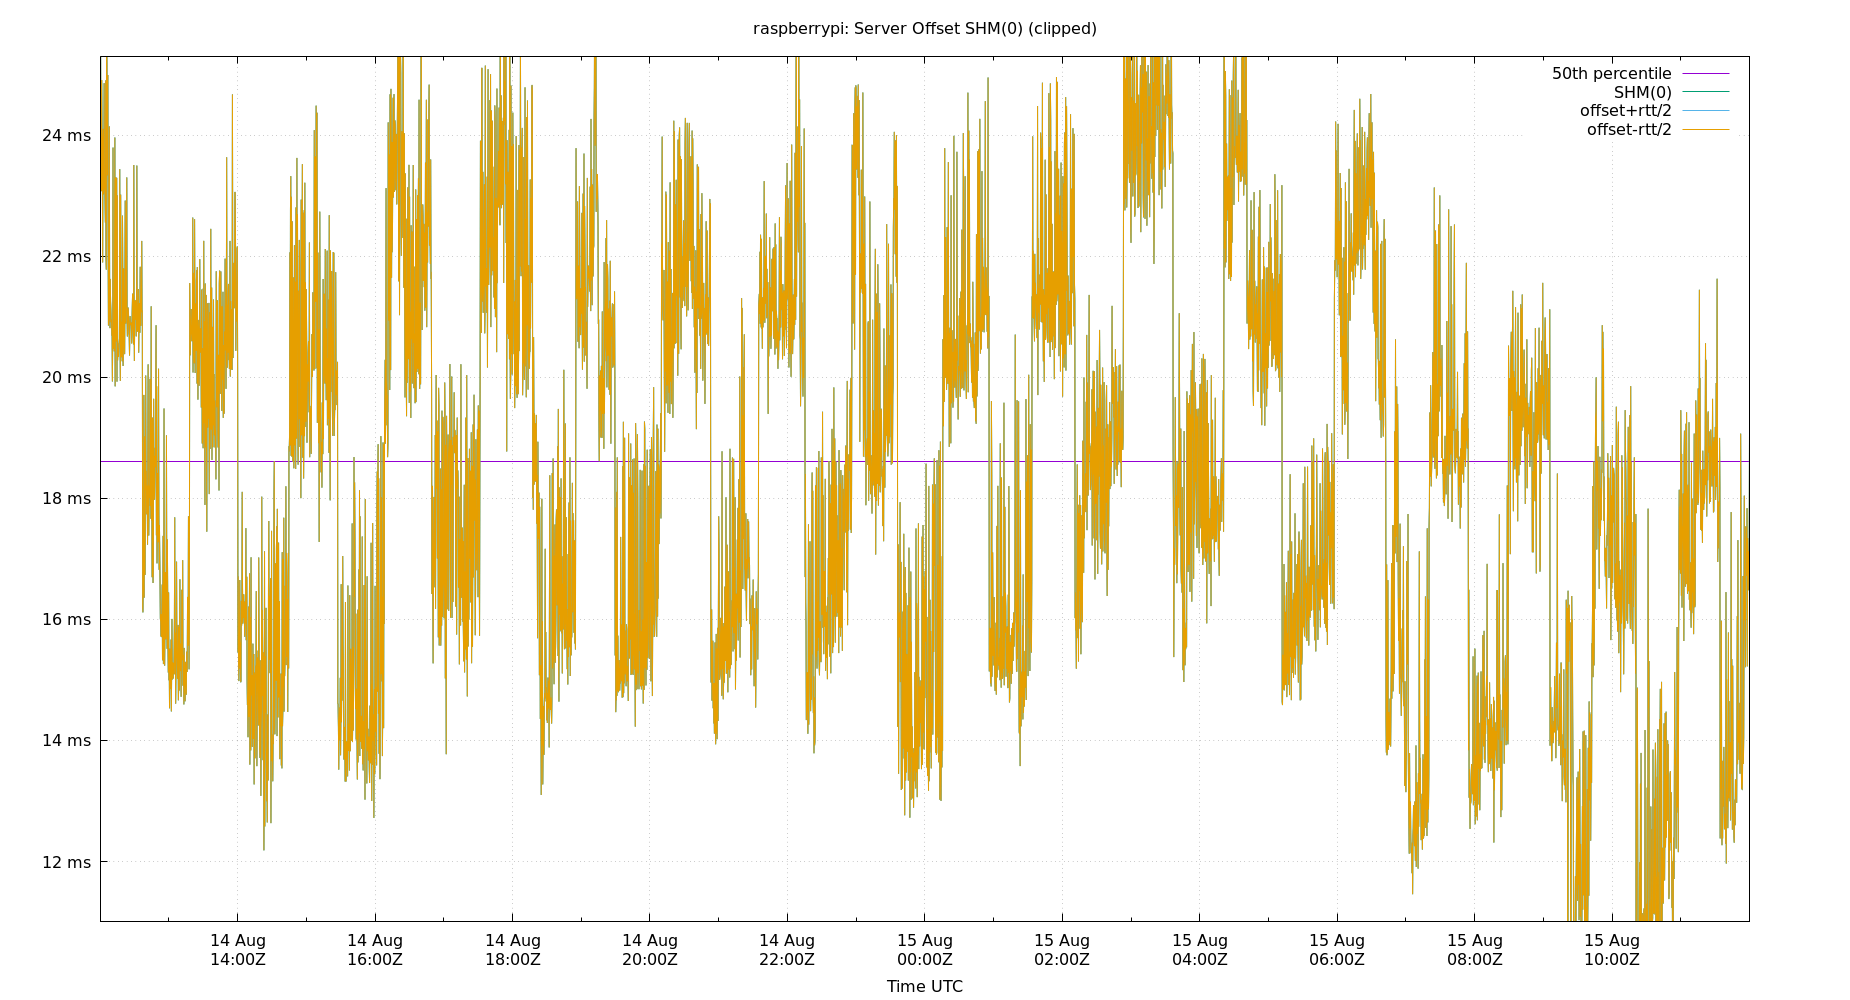 raspberrypi: Server Offset SHM(0) (clipped)
50th percentile
SHM(0)
offset+rtt/2
offset-rtt/2
24 ms
22 ms
20 ms
18 ms
16 ms
14 ms
12 ms
14 Aug 14 Aug 14 Aug 14 Aug 14 Aug 15 Aug 15 Aug 15 Aug 15 Aug 15 Aug 15 Aug
14:00Z 16:00Z 18:00Z 20:00Z 22:00Z 00:00Z 02:00Z 04:00Z 06:00Z 08:00Z 10:00Z
Time UTC